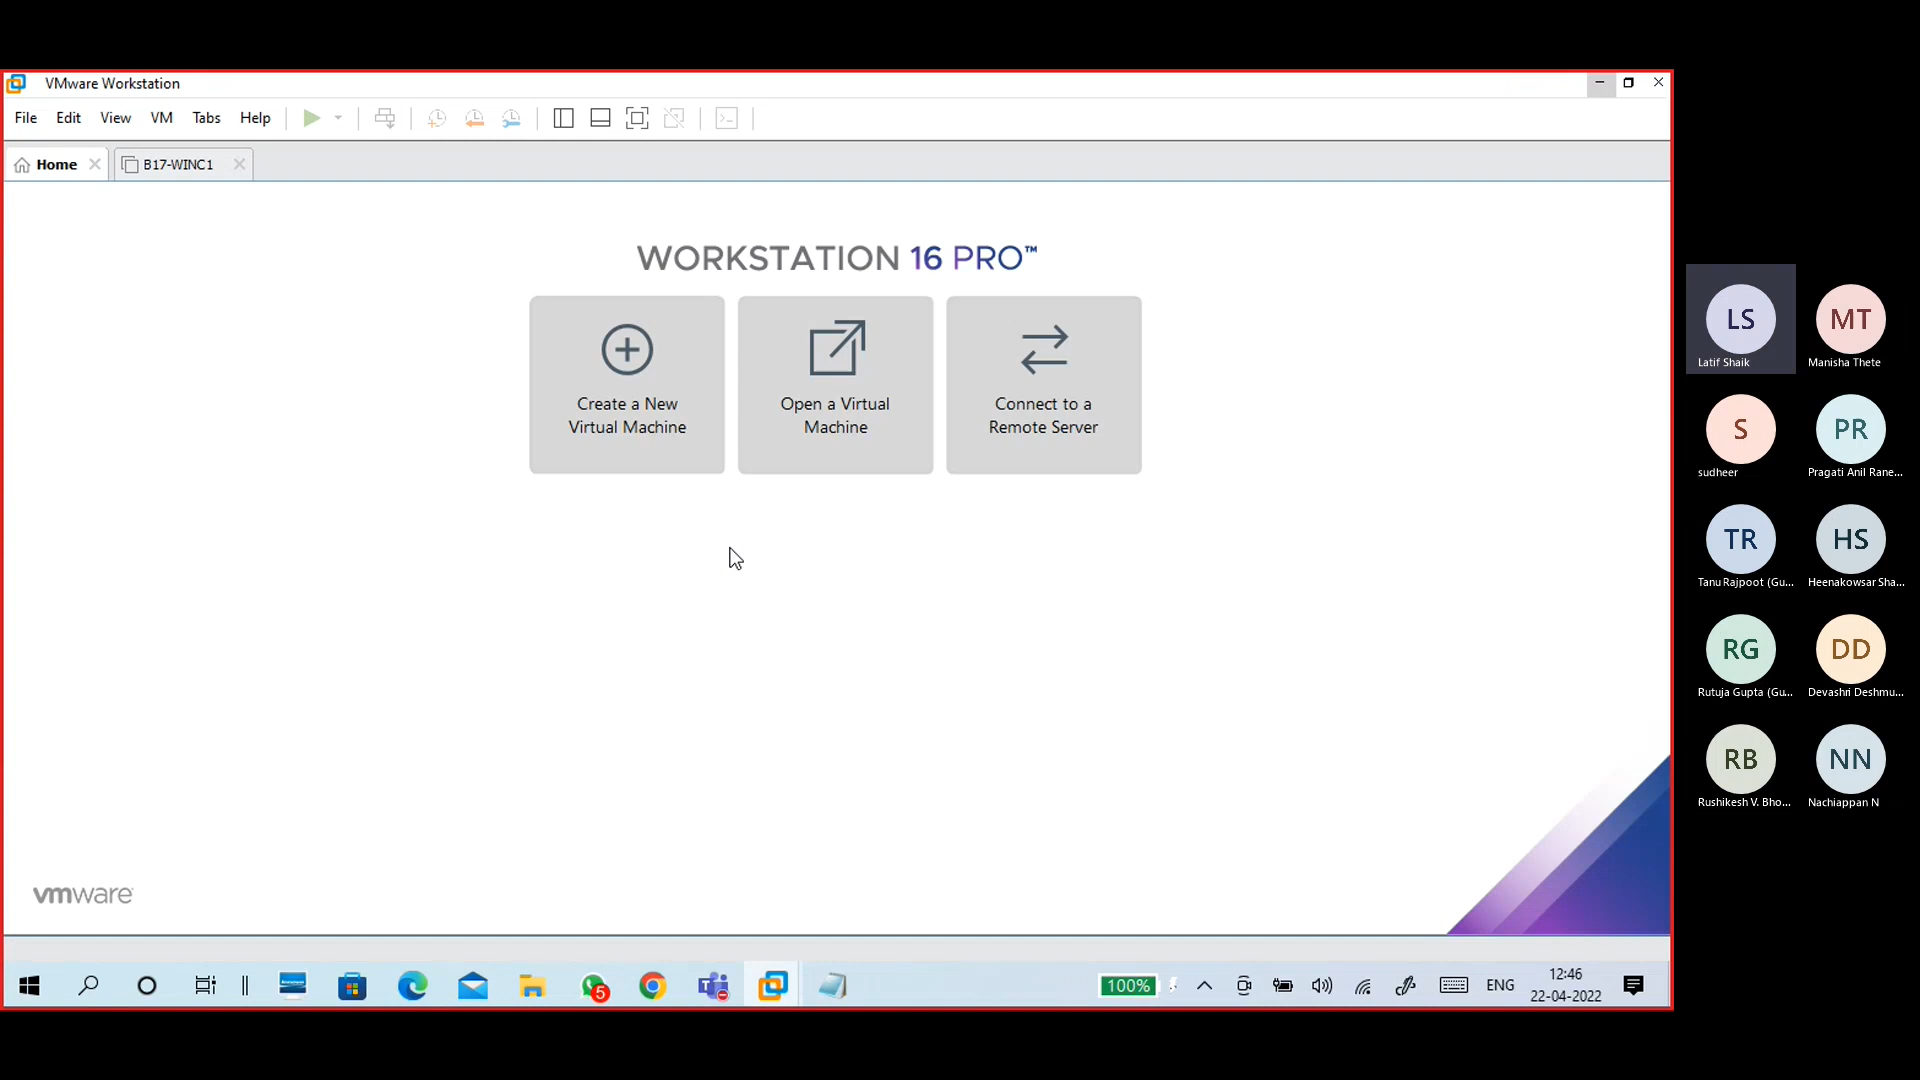 VMware Workstation
File Edit View VM Tabs Help
Home B17-WINC1
WORKSTATION 16 PRO™
Create a New
Virtual Machine
Open a Virtual
Machine
Connect to a
Remote Server
vmware
5
100%
ENG
12:46
22-04-2022
LS
Latif Shaik
MT
Manisha Thete
S
sudheer
PR
Pragati Anil Rane...
TR
Tanu Rajpoot (Gu...
HS
Heenakowsar Sha...
RG
Rutuja Gupta (Gu...
DD
Devashri Deshmu...
RB
Rushikesh V. Bho...
NN
Nachiappan N